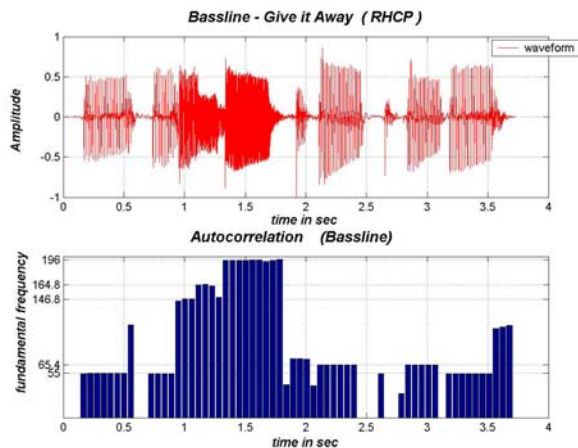 Bassline - Give it Away ( RHCP )
waveform
Amplitude
1
0.5
0
-0.5
-1
0 0.5 1 1.5 2 2.5 3 3.5 4
time in sec
Autocorrelation (Bassline)
fundamental frequency
196
164.8
146.8
65.4
55
0 0.5 1 1.5 2 2.5 3 3.5 4
time in sec